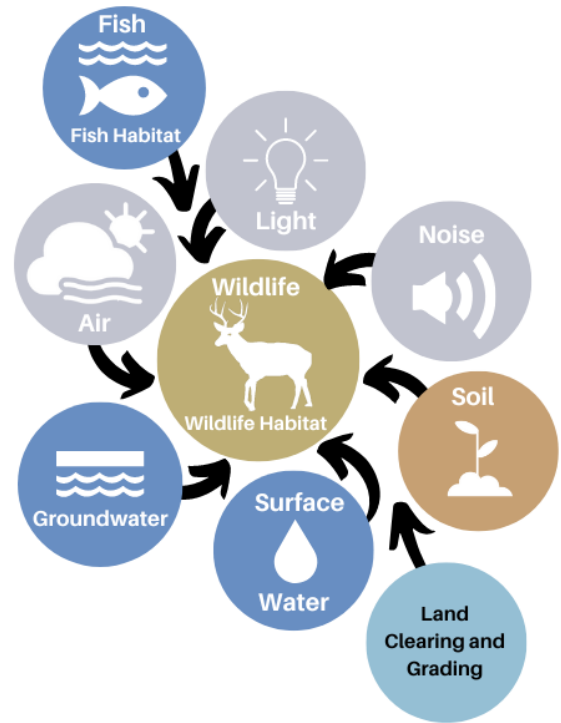 Fish
Fish Habitat
Light
Air
Noise
Wildlife
Wildlife Habitat
Soil
Groundwater
Surface
Water
Land
Clearing and
Grading